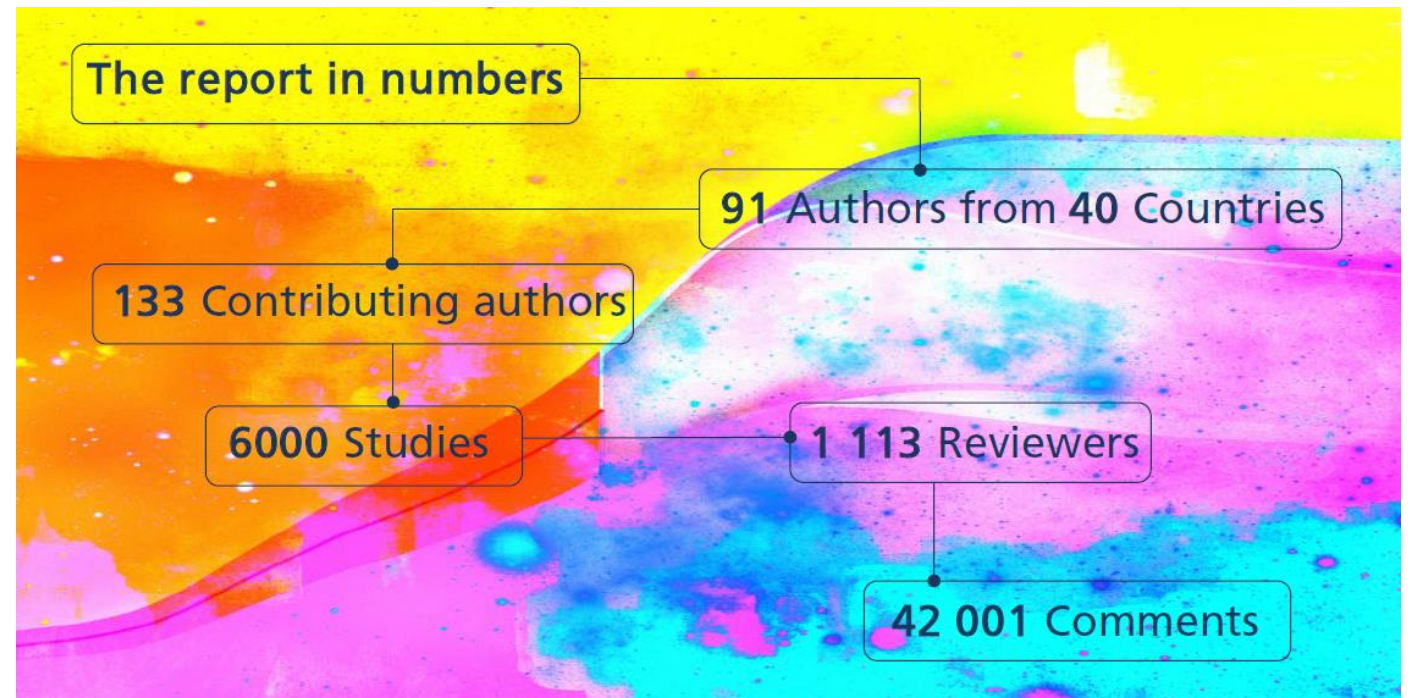 The report in numbers
91 Authors from 40 Countries
133 Contributing authors
6000 Studies
1 113 Reviewers
42 001 Comments